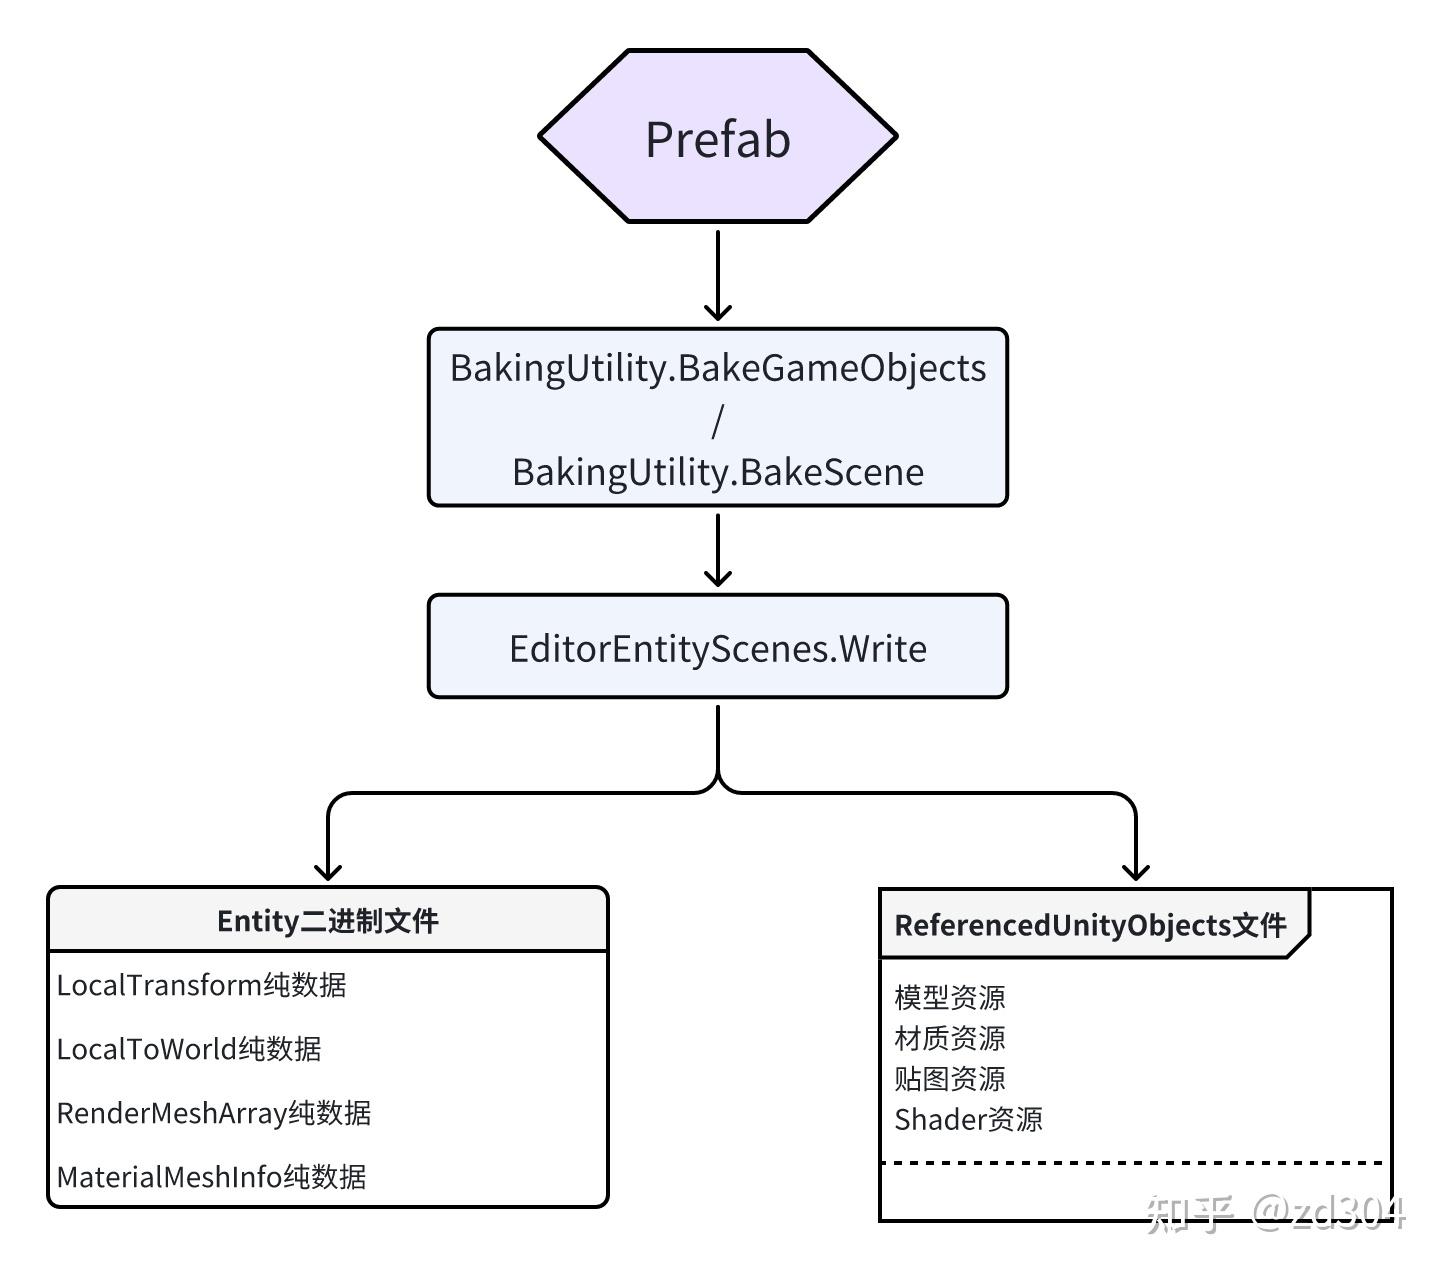 Prefab
BakingUtility.BakeGameObjects
/
BakingUtility.BakeScene
EditorEntityScenes.Write
Entity二进制文件
LocalTransform纯数据
LocalToWorld纯数据
RenderMeshArray纯数据
MaterialMeshInfo纯数据
ReferencedUnityObjects文件
模型资源
材质资源
贴图资源
Shader资源
知乎 @zd304